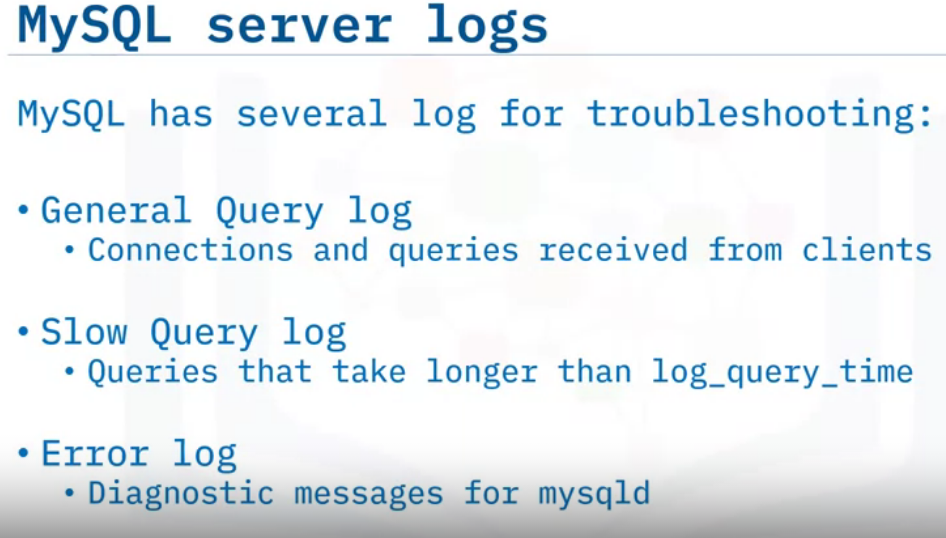 MySQL server logs
MySQL has several log for troubleshooting:
• General Query log
• Connections and queries received from clients
• Slow Query log
• Queries that take longer than log_query_time
• Error log
• Diagnostic messages for mysqld